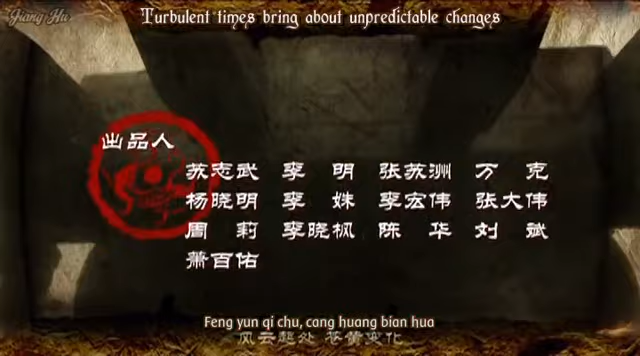 Jiang Hu
Turbulent times bring about unpredictable changes
出品人
苏志武 李 明 张苏洲 万 克
杨晓明 李 姝 李宏伟 张大伟
周 莉 李晓枫 陈 华 刘 斌
萧百佑
Feng yun qi chu, cang huang bian hua
风云起处 苍黄变化